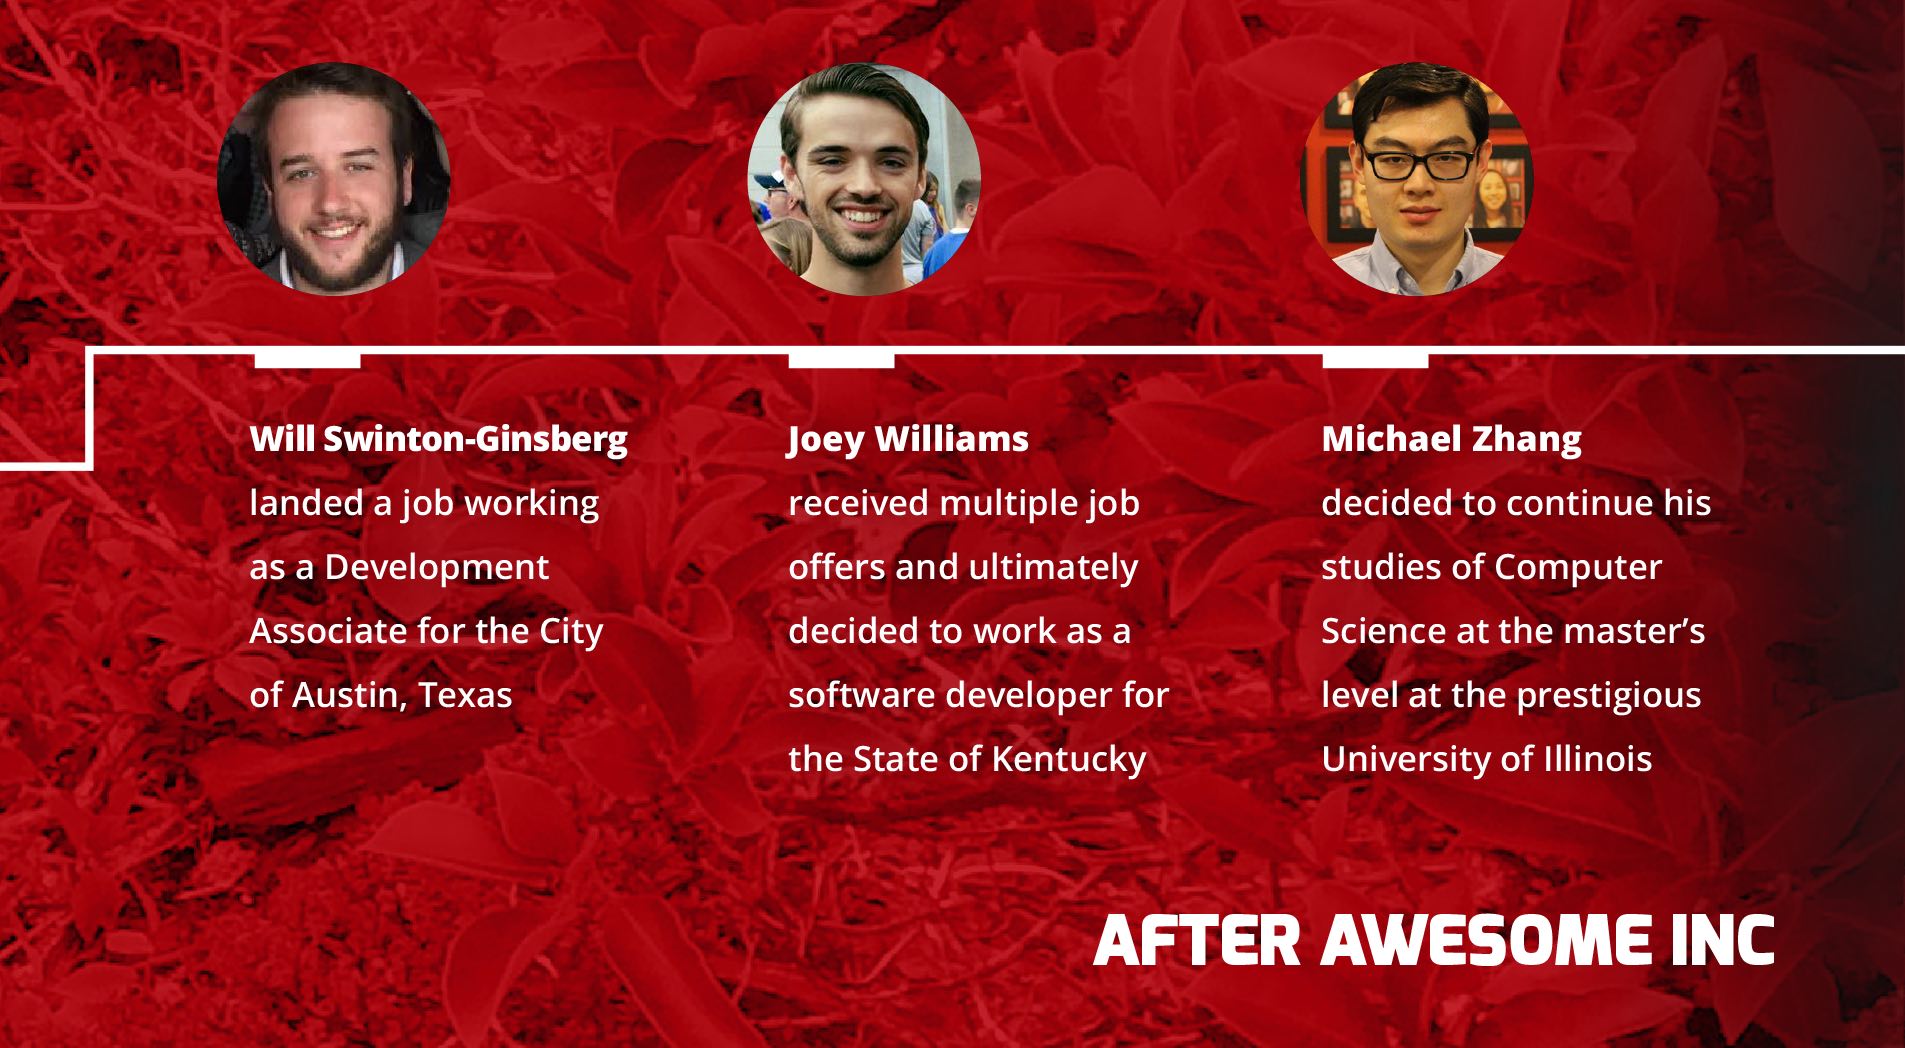 Will Swinton-Ginsberg
landed a job working
as a Development
Associate for the City
of Austin, Texas
Joey Williams
received multiple job
offers and ultimately
decided to work as a
software developer for
the State of Kentucky
Michael Zhang
decided to continue his
studies of Computer
Science at the master’s
level at the prestigious
University of Illinois
AFTER AWESOME INC